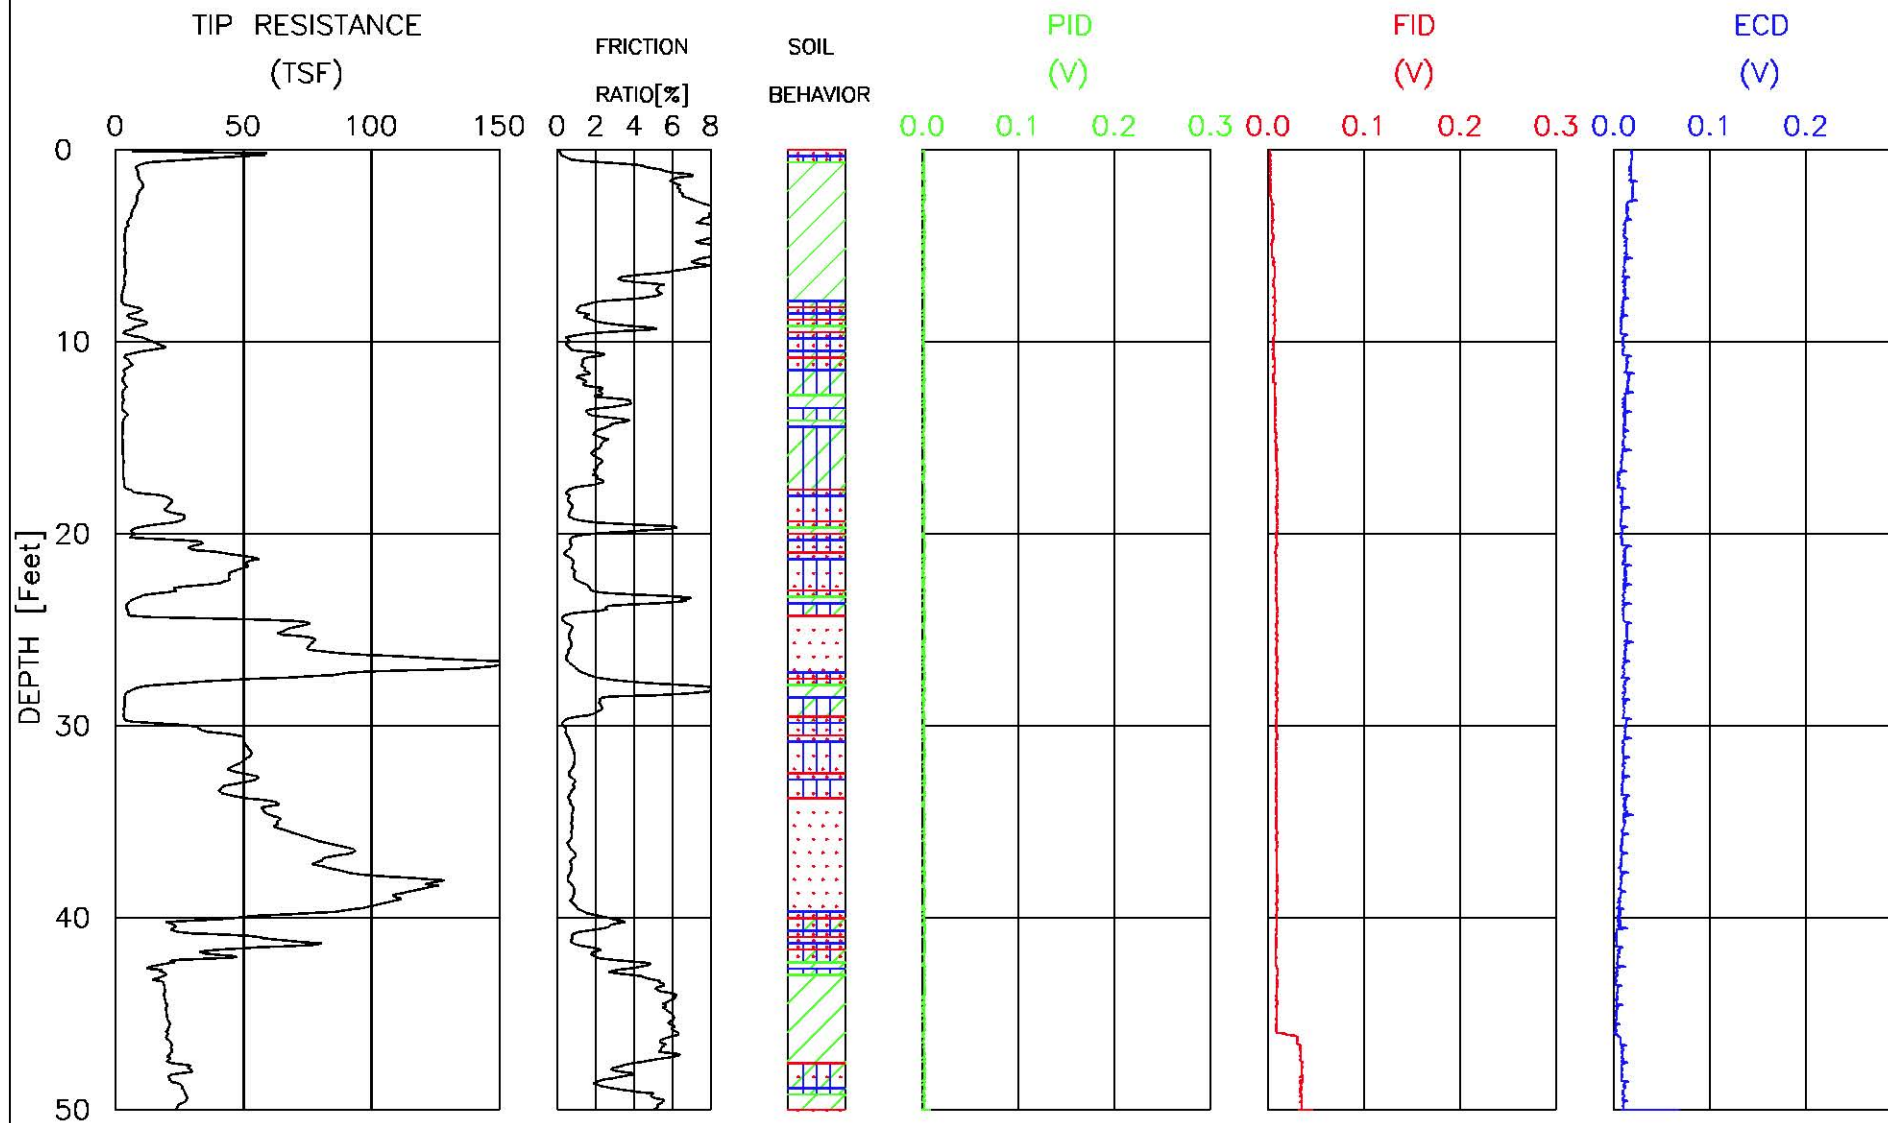 TIP RESISTANCE
(TSF)
FRICTION
RATIO[%]
SOIL
BEHAVIOR
PID
(V)
FID
(V)
ECD
(V)
0 50 100 150
0 2 4 6 8
0.0 0.1 0.2 0.3
0.0 0.1 0.2 0.3
0.0 0.1 0.2
DEPTH [Feet]
0
10
20
30
40
50